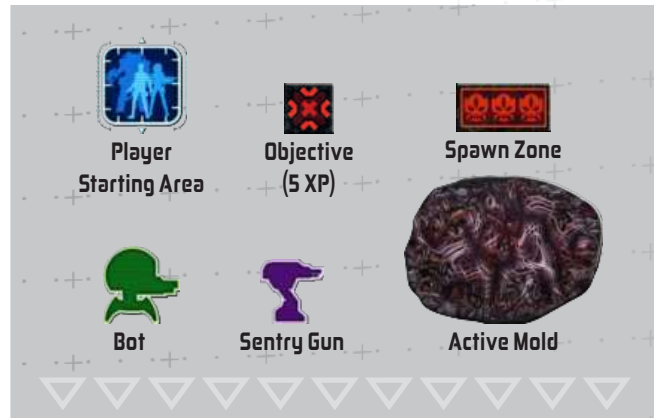 Player
Starting Area
Objective
(5 XP)
Spawn Zone
Bot
Sentry Gun
Active Mold